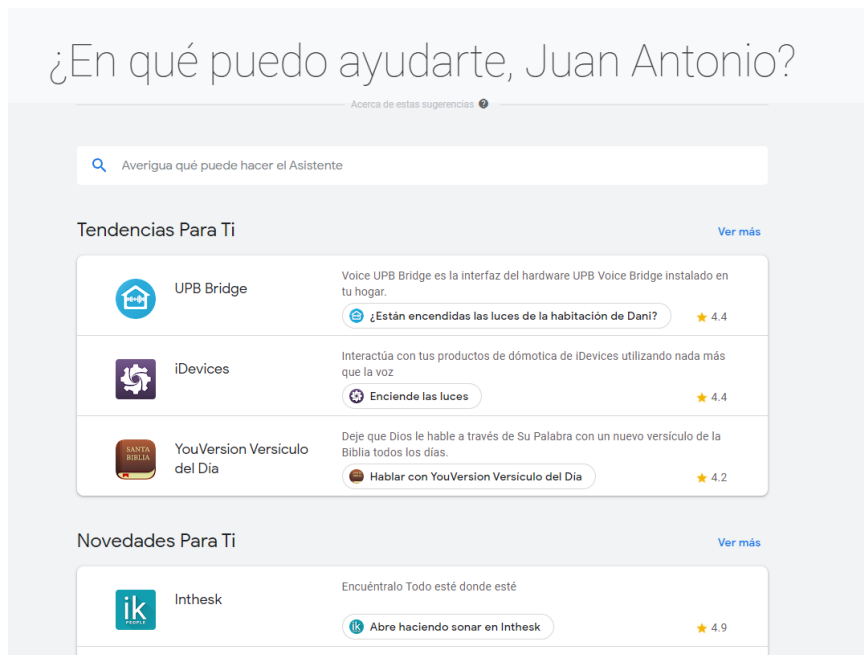 ¿En qué puedo ayudarte, Juan Antonio?
Acerca de estas sugerencias ?
Averigua qué puede hacer el Asistente
Tendencias Para Ti
Ver más
UPB Bridge
Voice UPB Bridge es la interfaz del hardware UPB Voice Bridge instalado en
tu hogar.
¿Están encendidas las luces de la habitación de Dani?
4.4
iDevices
Interactúa con tus productos de dómotica de iDevices utilizando nada más
que la voz
Enciende las luces
4.4
SANTA
BIBLIA
YouVersion Versículo
del Día
Deje que Dios le hable a través de Su Palabra con un nuevo versículo de la
Biblia todos los días.
Hablar con YouVersion Versículo del Día
4.2
Novedades Para Ti
Ver más
ik
PEOPLE
Inthesk
Encuéntralo Todo esté donde esté
ik
Abre haciendo sonar en Inthesk
4.9